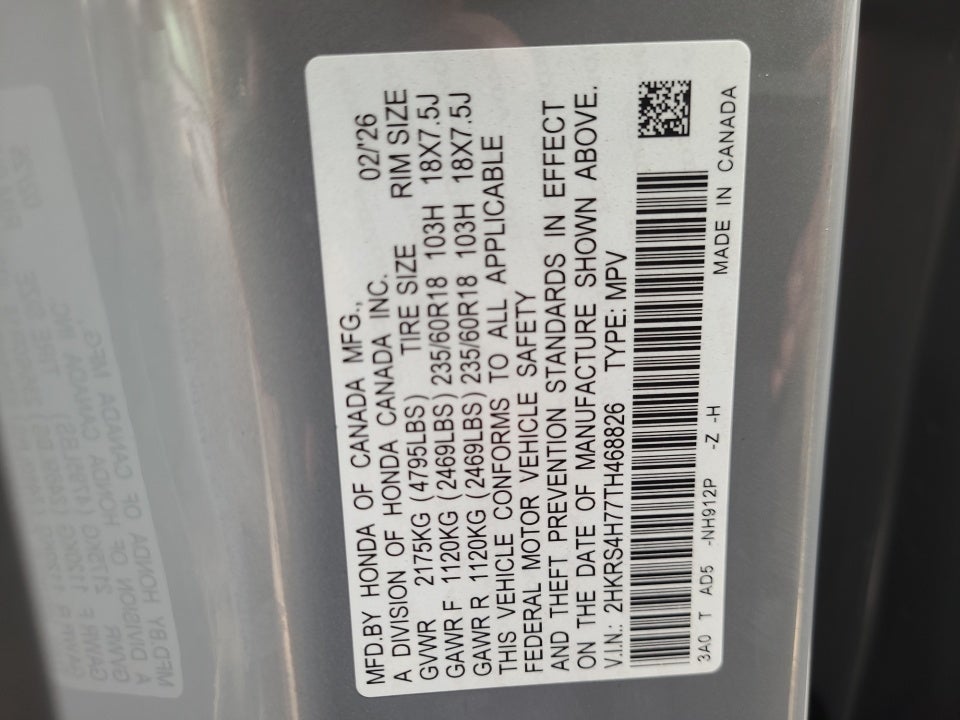 MFD.BY HONDA OF CANADA MFG., 02/'26
A DIVISION OF HONDA CANADA INC.
GVWR 2175KG (4795LBS) TIRE SIZE RIM SIZE
GAWR F 1120KG (2469LBS) 235/60R18 103H 18X7.5J
GAWR R 1120KG (2469LBS) 235/60R18 103H 18X7.5J
THIS VEHICLE CONFORMS TO ALL APPLICABLE
FEDERAL MOTOR VEHICLE SAFETY
AND THEFT PREVENTION STANDARDS IN EFFECT
ON THE DATE OF MANUFACTURE SHOWN ABOVE.
V.I.N.: 2HKRS4H77TH468826 TYPE: MPV
3A0 T AD5 -NH912P -Z -H MADE IN CANADA